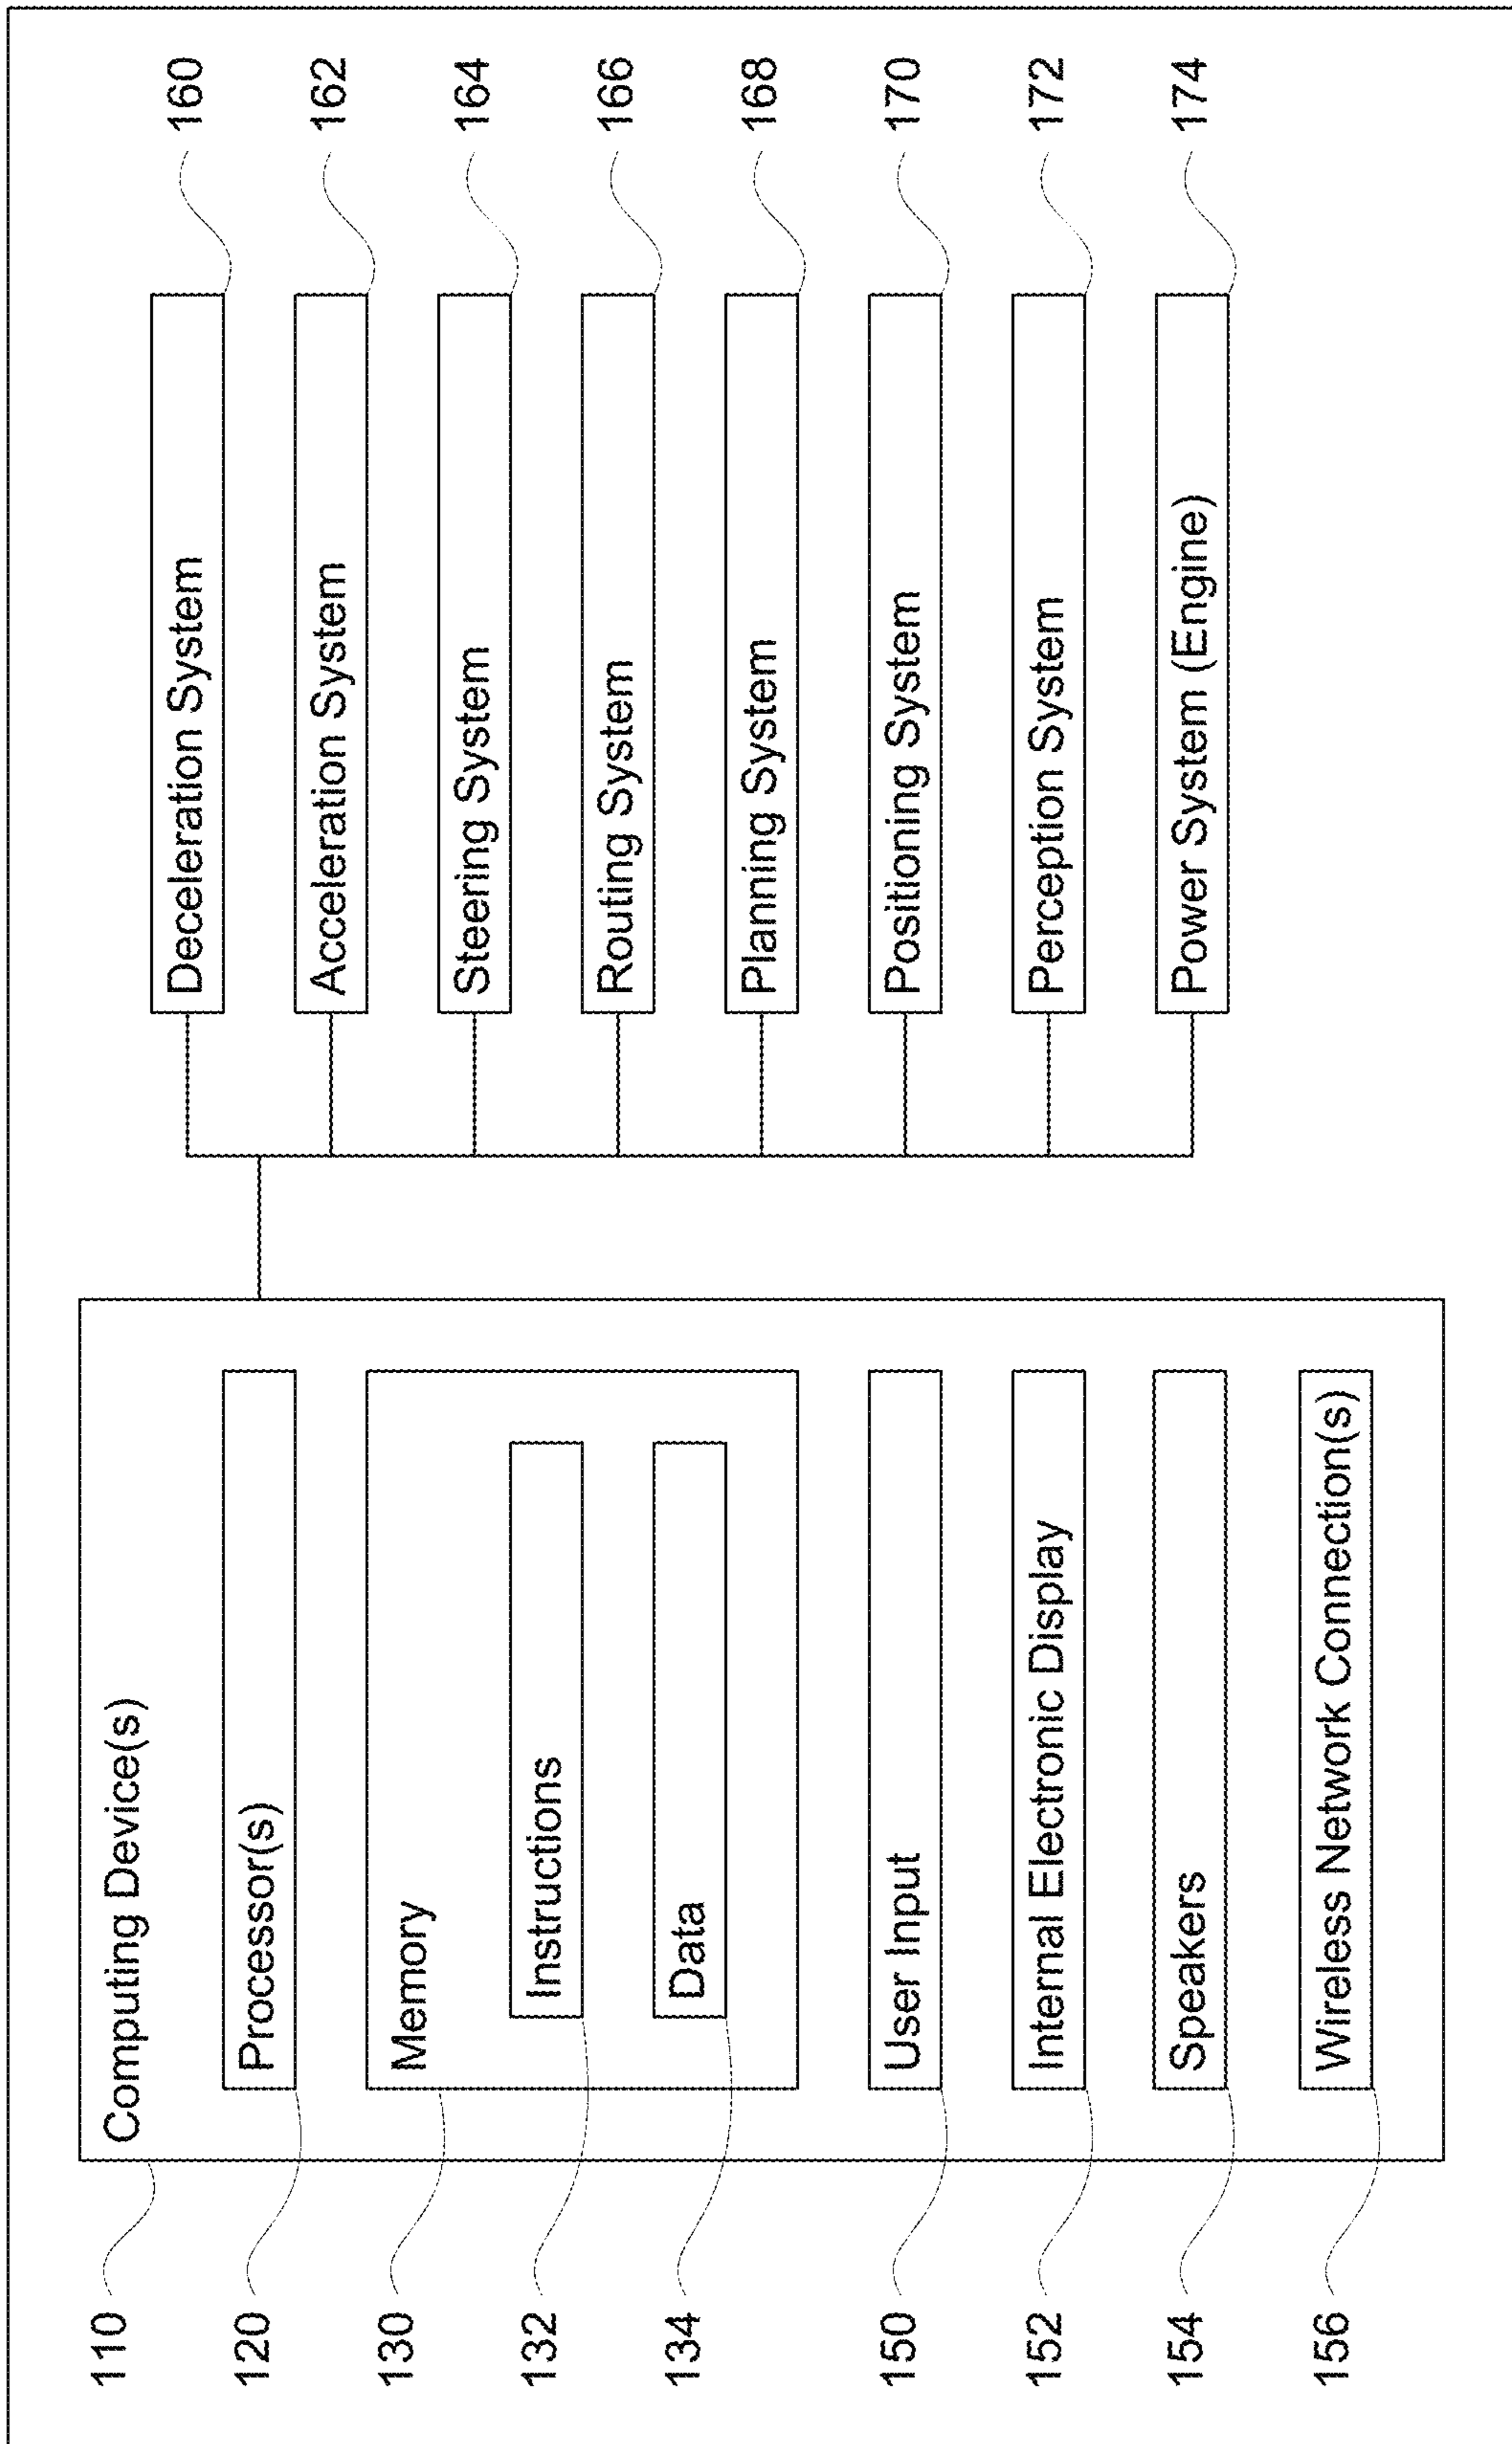 110
Computing Device(s)
120
Processor(s)
130
Memory
132
Instructions
134
Data
150
User Input
152
Internal Electronic Display
154
Speakers
156
Wireless Network Connection(s)
Deceleration System
160
Acceleration System
162
Steering System
164
Routing System
166
Planning System
168
Positioning System
170
Perception System
172
Power System (Engine)
174